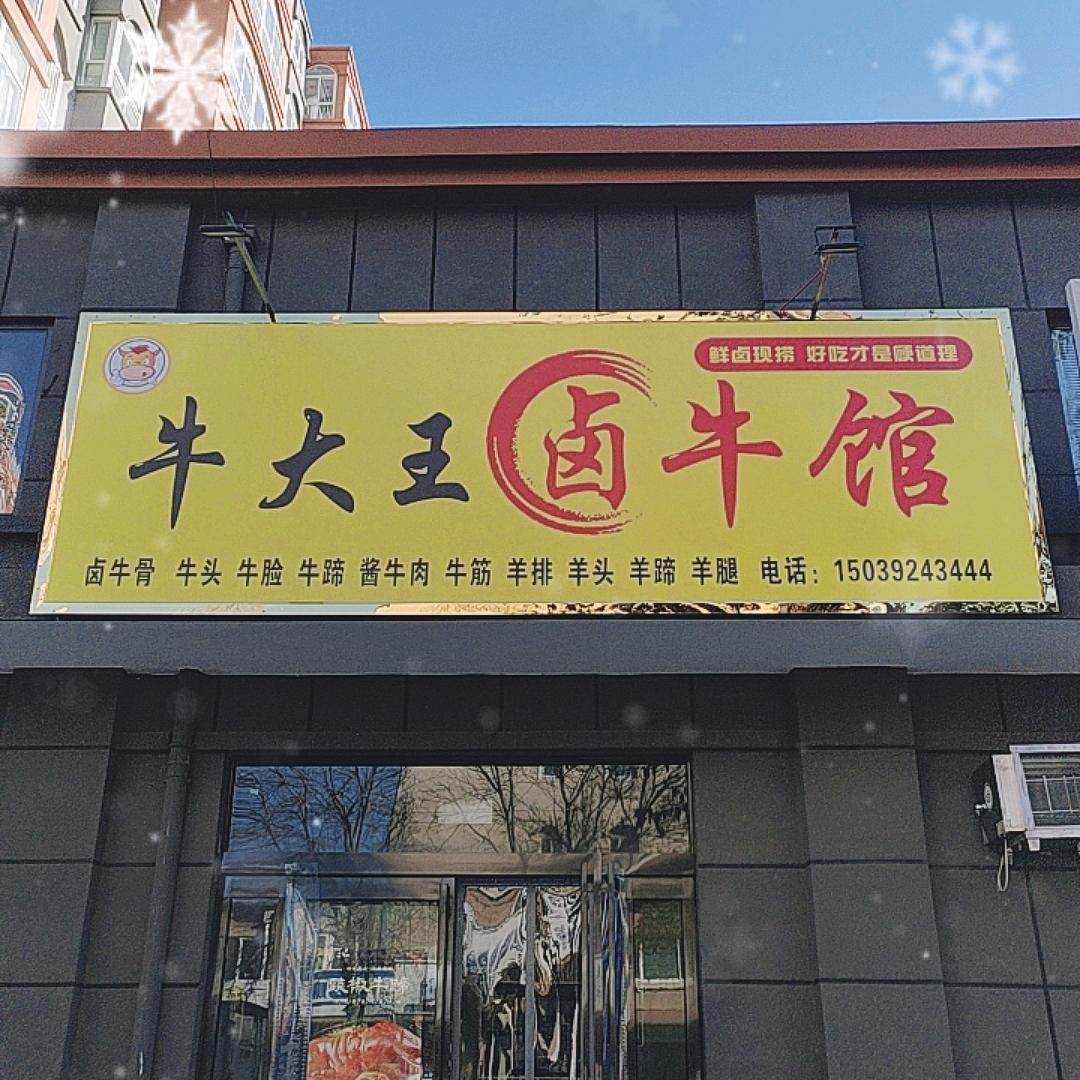 鲜卤现捞 好吃才是硬道理
牛大王卤牛馆
卤牛骨 牛头 牛脸 牛蹄 酱牛肉 牛筋 羊排 羊头 羊蹄 羊腿 电话：15039243444